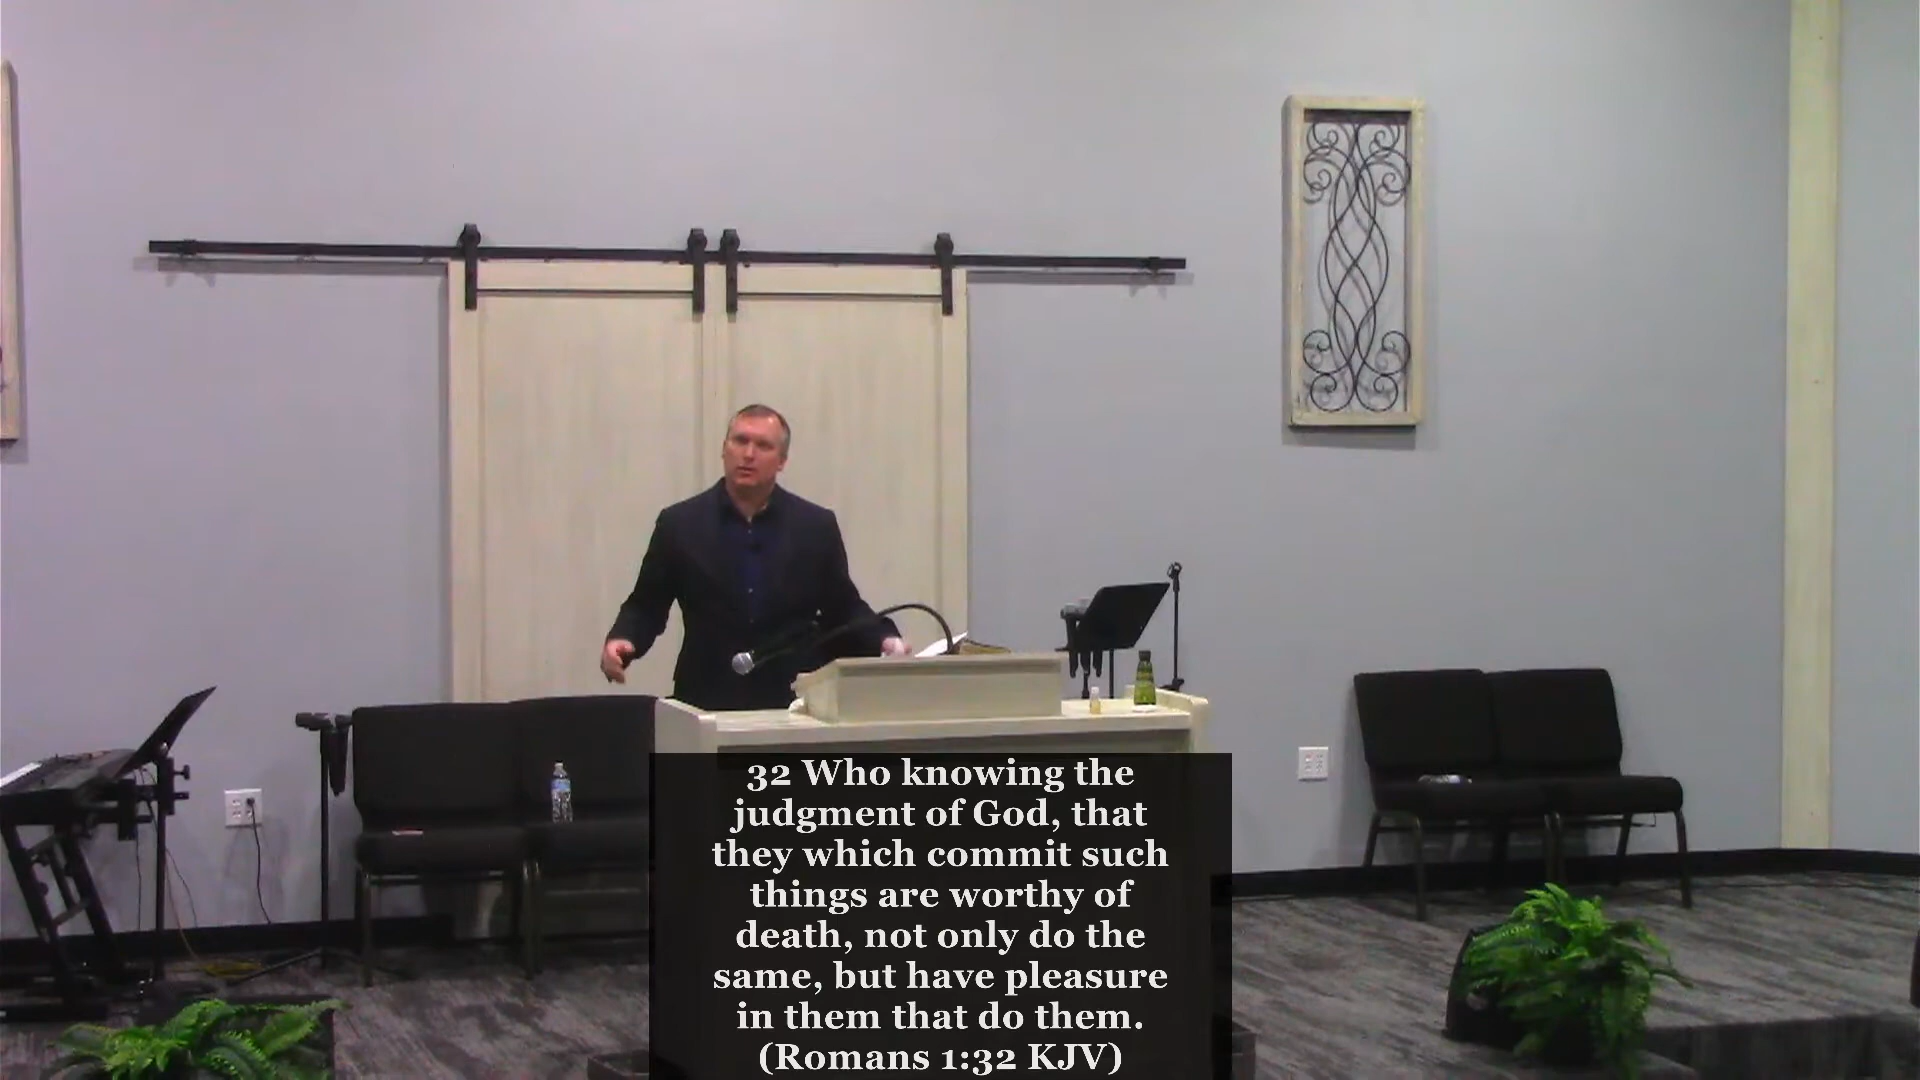 32 Who knowing the
judgment of God, that
they which commit such
things are worthy of
death, not only do the
same, but have pleasure
in them that do them.
(Romans 1:32 KJV)